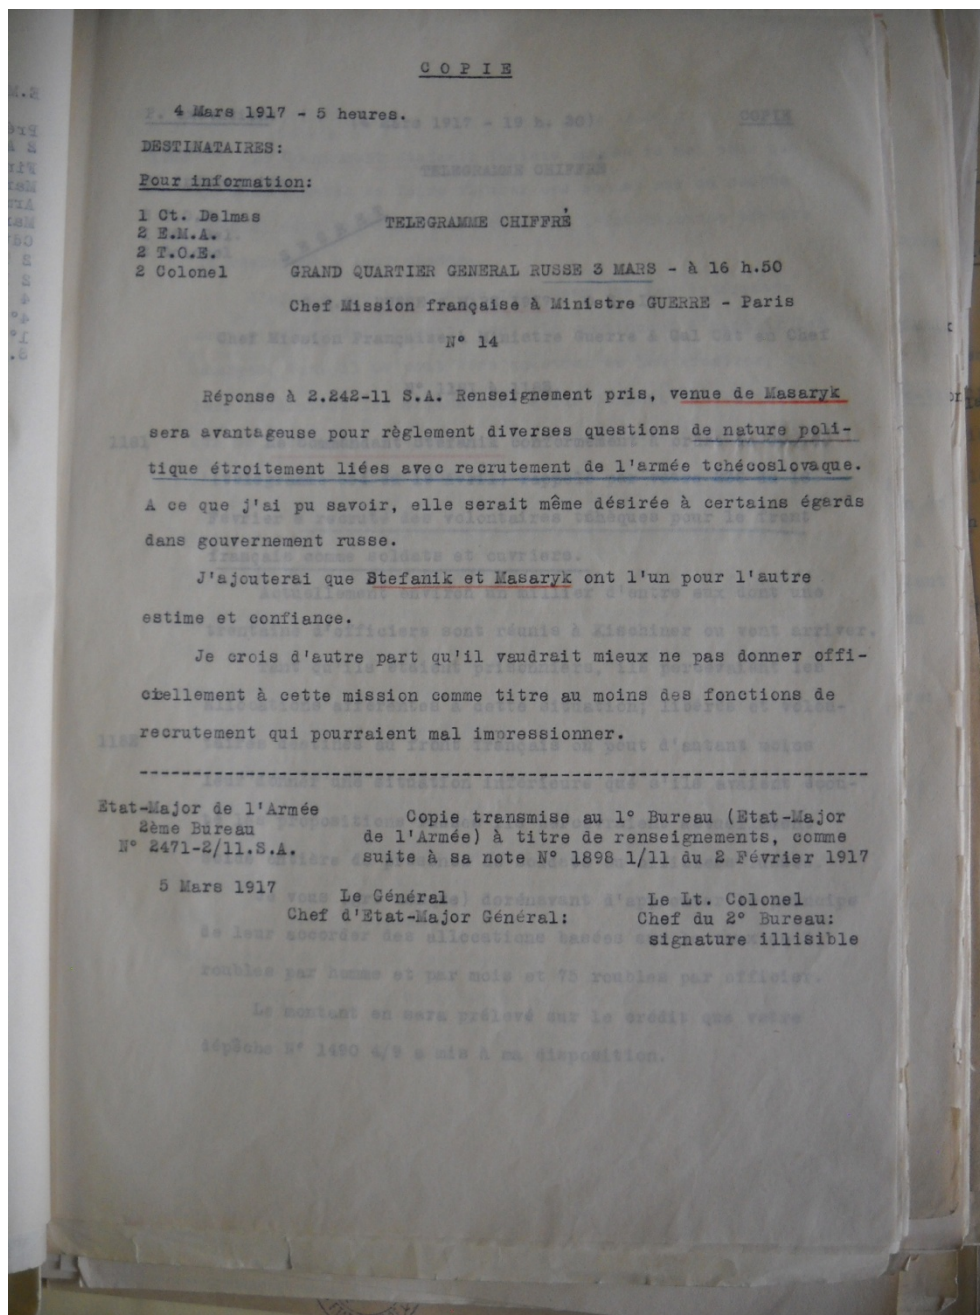 COPIE
4 Mars 1917 - 5 heures.
DESTINATAIRES:
Pour information:
1 Ct. Delmas
2 E.M.A.
2 T.O.E.
2 Colonel
TELEGRAMME CHIFFRÉ
GRAND QUARTIER GENERAL RUSSE 3 MARS - à 16 h.50
Chef Mission française à Ministre GUERRE - Paris
N° 14
Réponse à 2.242-11 S.A. Renseignement pris, venue de Masaryk
sera avantageuse pour règlement diverses questions de nature poli-
tique étroitement liées avec recrutement de l'armée tchécoslovaque.
A ce que j'ai pu savoir, elle serait même désirée à certains égards
dans gouvernement russe.
J'ajouterai que Stefanik et Masaryk ont l'un pour l'autre
estime et confiance.
Je crois d'autre part qu'il vaudrait mieux ne pas donner offi-
ciellement à cette mission comme titre au moins des fonctions de
recrutement qui pourraient mal impressionner.
Etat-Major de l'Armée
2ème Bureau
N° 2471-2/11.S.A.
5 Mars 1917
Copie transmise au 1° Bureau (Etat-Major
de l'Armée) à titre de renseignements, comme
suite à sa note N° 1898 1/11 du 2 Février 1917
Le Général
Chef d'Etat-Major Général:
Le Lt. Colonel
Chef du 2° Bureau:
signature illisible